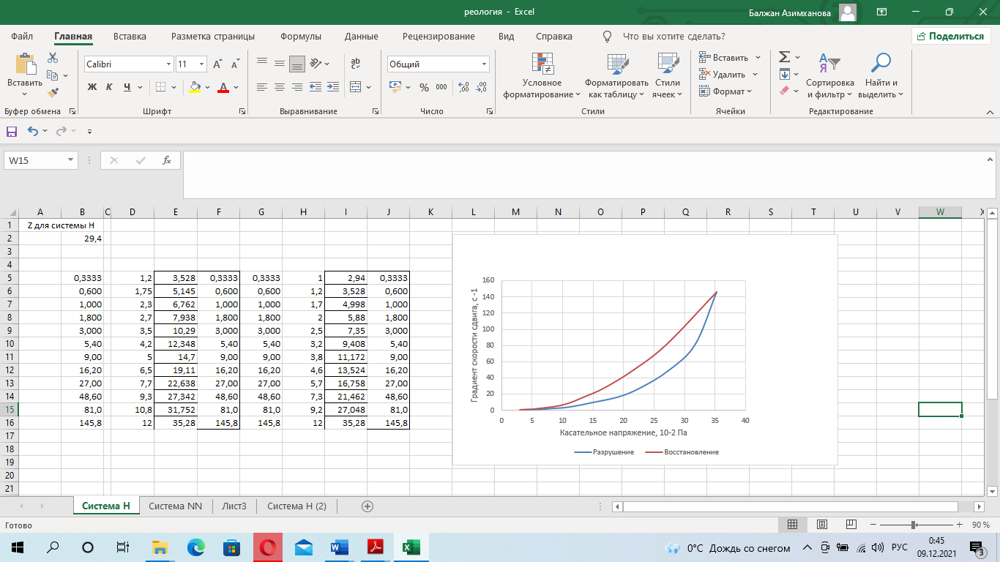 реология - Excel
Балжан Азимханова
Файл Главная Вставка Разметка страницы Формулы Данные Рецензирование Вид Справка Что вы хотите сделать? Поделиться
Вставить
Буфер обмена
Calibri 11
Ж К Ч
Шрифт
Выравнивание
Общий
% 000
Число
Условное форматирование
Форматировать как таблицу
Стили ячеек
Стили
Вставить
Удалить
Формат
Ячейки
Сортировка и фильтр
Найти и выделить
Редактирование
W15 fx
A B C D E F G H I J K L M N O P Q R S T U V W X
1 Z для системы Н
2 29,4
3
4
5 0,3333 1,2 3,528 0,3333 0,3333 1 2,94 0,3333
6 0,600 1,75 5,145 0,600 0,600 1,2 3,528 0,600
7 1,000 2,3 6,762 1,000 1,000 1,7 4,998 1,000
8 1,800 2,7 7,938 1,800 1,800 2 5,88 1,800
9 3,000 3,5 10,29 3,000 3,000 2,5 7,35 3,000
10 5,40 4,2 12,348 5,40 5,40 3,2 9,408 5,40
11 9,00 5 14,7 9,00 9,00 3,8 11,172 9,00
12 16,20 6,5 19,11 16,20 16,20 4,6 13,524 16,20
13 27,00 7,7 22,638 27,00 27,00 5,7 16,758 27,00
14 48,60 9,3 27,342 48,60 48,60 7,3 21,462 48,60
15 81,0 10,8 31,752 81,0 81,0 9,2 27,048 81,0
16 145,8 12 35,28 145,8 145,8 12 35,28 145,8
17
18
19
20
21
Градиент скорости сдвига, с -1
160
140
120
100
80
60
40
20
0
0 5 10 15 20 25 30 35 40
Касательное напряжение, 10-2 Па
Разрушение Восстановление
Система Н Система NN Лист3 Система Н (2)
Готово
90 %
0°C Дождь со снегом
РУС
0:45
09.12.2021
3